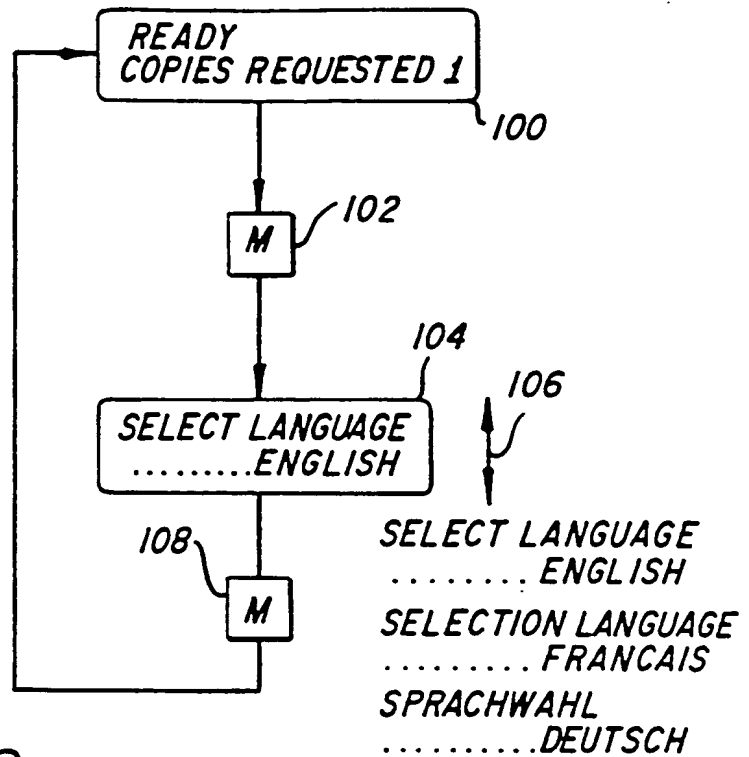 READY
COPIES REQUESTED 1
100
102
M
104
106
SELECT LANGUAGE
.........ENGLISH
108
M
SELECT LANGUAGE
........ ENGLISH
SELECTION LANGUAGE
......... FRANCAIS
SPRACHWAHL
..........DEUTSCH